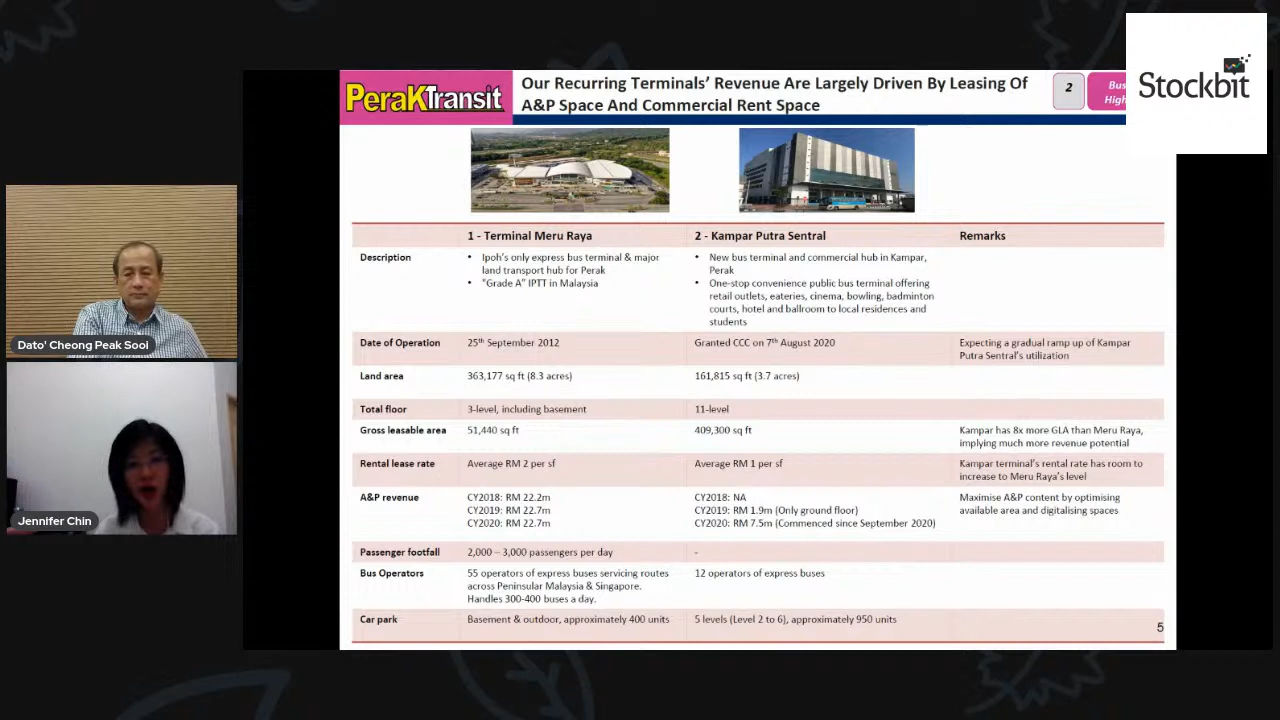 PeraKTransit
Our Recurring Terminals' Revenue Are Largely Driven By Leasing Of
A&P Space And Commercial Rent Space
2
Stockbit
1 - Terminal Meru Raya
2 - Kampar Putra Sentral
Remarks
Description
• Ipoh's only express bus terminal & major
land transport hub for Perak
• "Grade A" IPTT in Malaysia
• New bus terminal and commercial hub in Kampar,
Perak
• One-stop convenience public bus terminal offering
retail outlets, eateries, cinema, bowling, badminton
courts, hotel and ballroom to local residences and
students
Date of Operation
25th September 2012
Granted CCC on 7th August 2020
Expecting a gradual ramp up of Kampar
Putra Sentral's utilization
Land area
363,177 sq ft (8.3 acres)
161,815 sq ft (3.7 acres)
Total floor
3-level, including basement
11-level
Gross leasable area
51,440 sq ft
409,300 sq ft
Kampar has 8x more GLA than Meru Raya,
implying much more revenue potential
Rental lease rate
Average RM 2 per sf
Average RM 1 per sf
Kampar terminal's rental rate has room to
increase to Meru Raya's level
A&P revenue
CY2018: RM 22.2m
CY2019: RM 22.7m
CY2020: RM 22.7m
CY2018: NA
CY2019: RM 1.9m (Only ground floor)
CY2020: RM 7.5m (Commenced since September 2020)
Maximise A&P content by optimising
available area and digitalising spaces
Passenger footfall
2,000 – 3,000 passengers per day
-
Bus Operators
55 operators of express buses servicing routes
across Peninsular Malaysia & Singapore.
Handles 300-400 buses a day.
12 operators of express buses
Car park
Basement & outdoor, approximately 400 units
5 levels (Level 2 to 6), approximately 950 units
5
Dato' Cheong Peak Sooi
Jennifer Chin